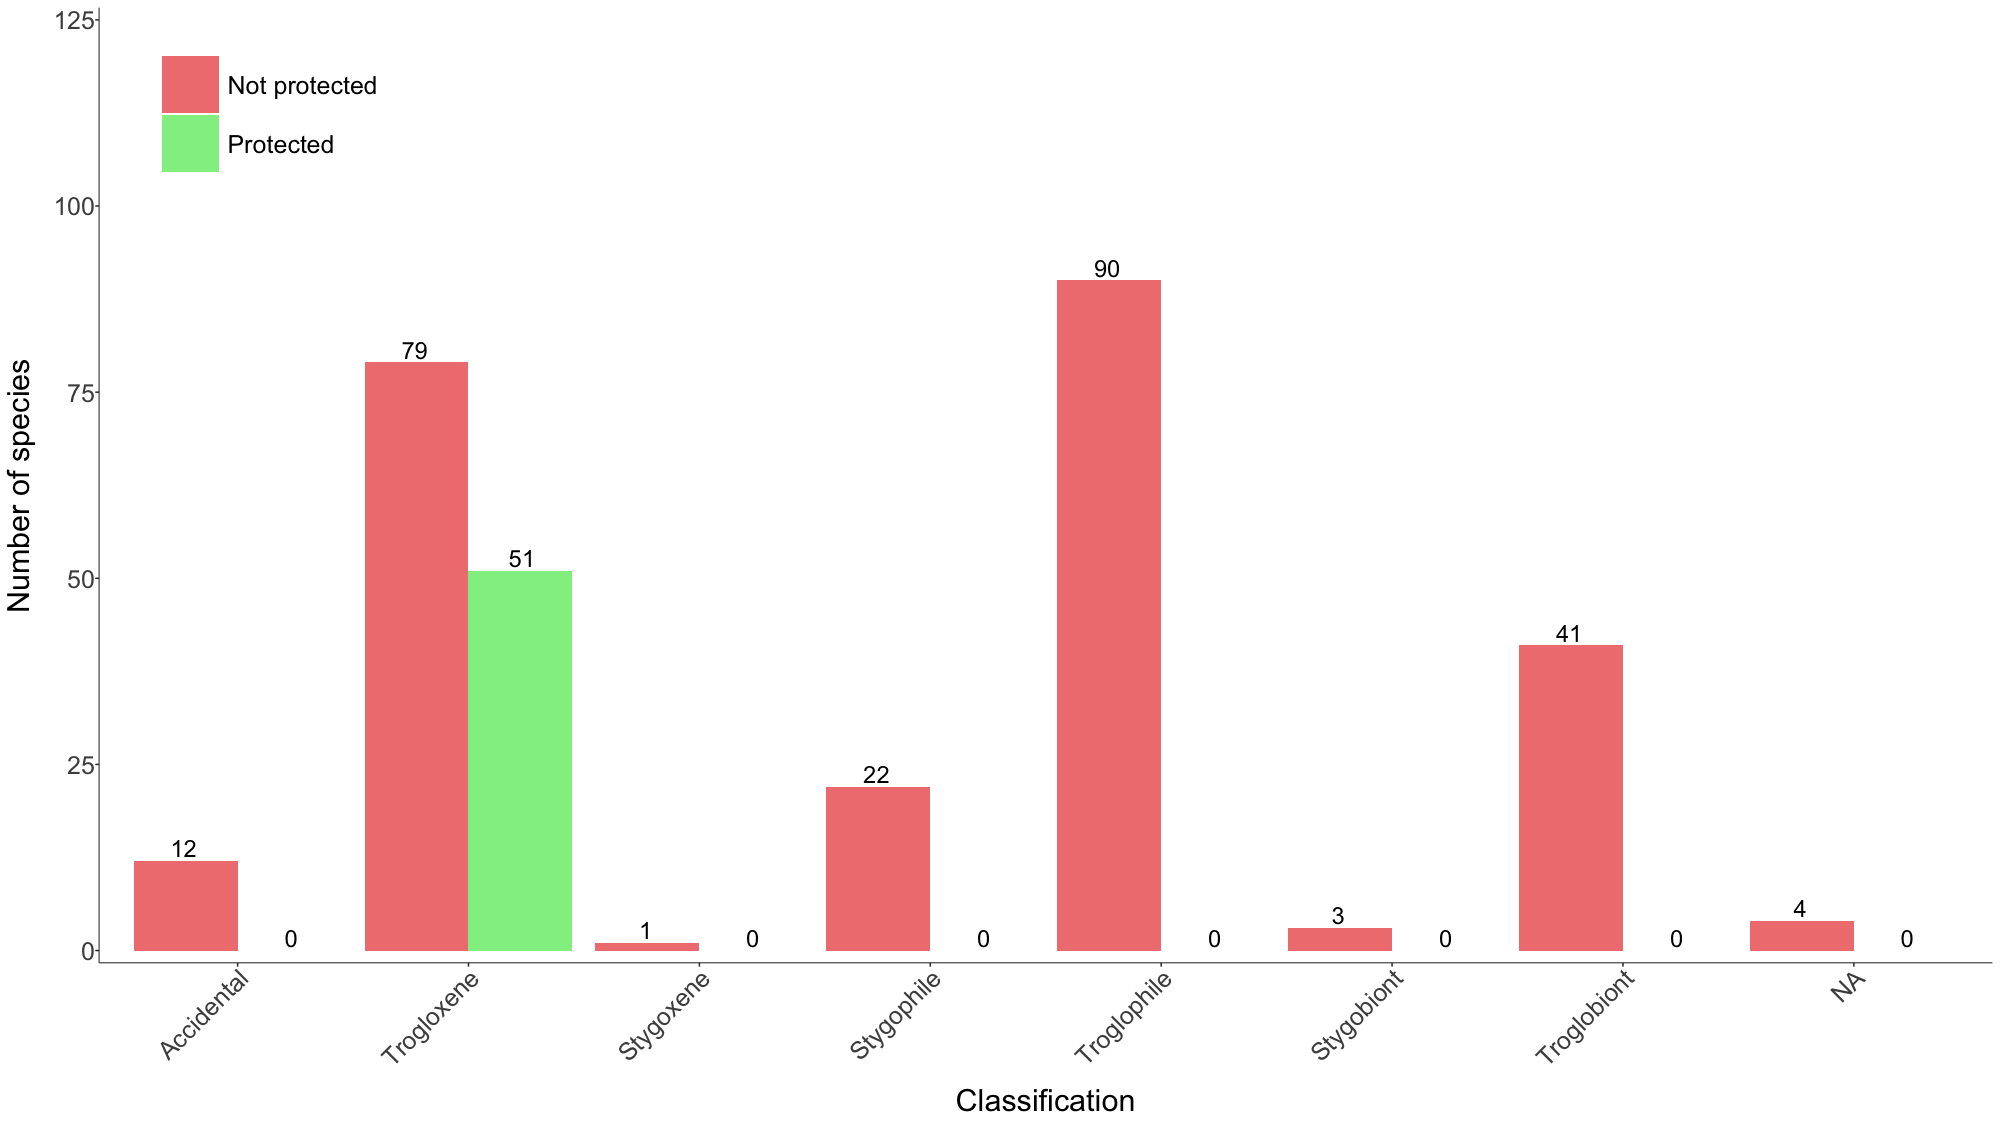 125
100
75
50
25
0
Number of species
Not protected
Protected
12
0
79
51
1
0
22
0
90
0
3
0
41
0
4
0
Accidental
Trogloxene
Stygoxene
Stygophile
Troglophile
Stygobiont
Troglobiont
NA
Classification